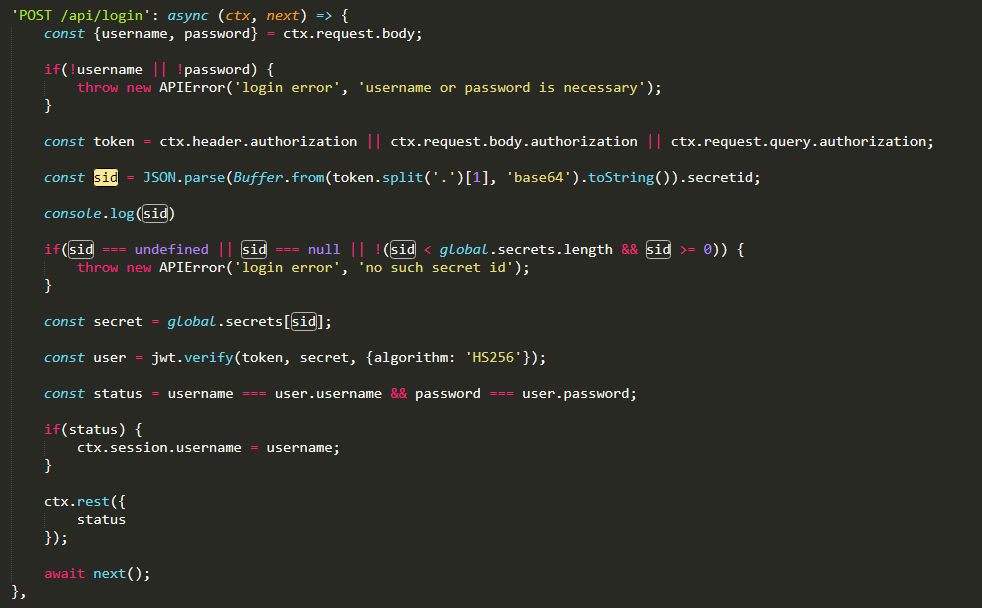 'POST /api/login': async (ctx, next) => {
    const {username, password} = ctx.request.body;

    if(!username || !password) {
        throw new APIError('login error', 'username or password is necessary');
    }

    const token = ctx.header.authorization || ctx.request.body.authorization || ctx.request.query.authorization;

    const sid = JSON.parse(Buffer.from(token.split('.')[1], 'base64').toString()).secretid;

    console.log(sid)

    if(sid === undefined || sid === null || !(sid < global.secrets.length && sid >= 0)) {
        throw new APIError('login error', 'no such secret id');
    }

    const secret = global.secrets[sid];

    const user = jwt.verify(token, secret, {algorithm: 'HS256'});

    const status = username === user.username && password === user.password;

    if(status) {
        ctx.session.username = username;
    }

    ctx.rest({
        status
    });

    await next();
},